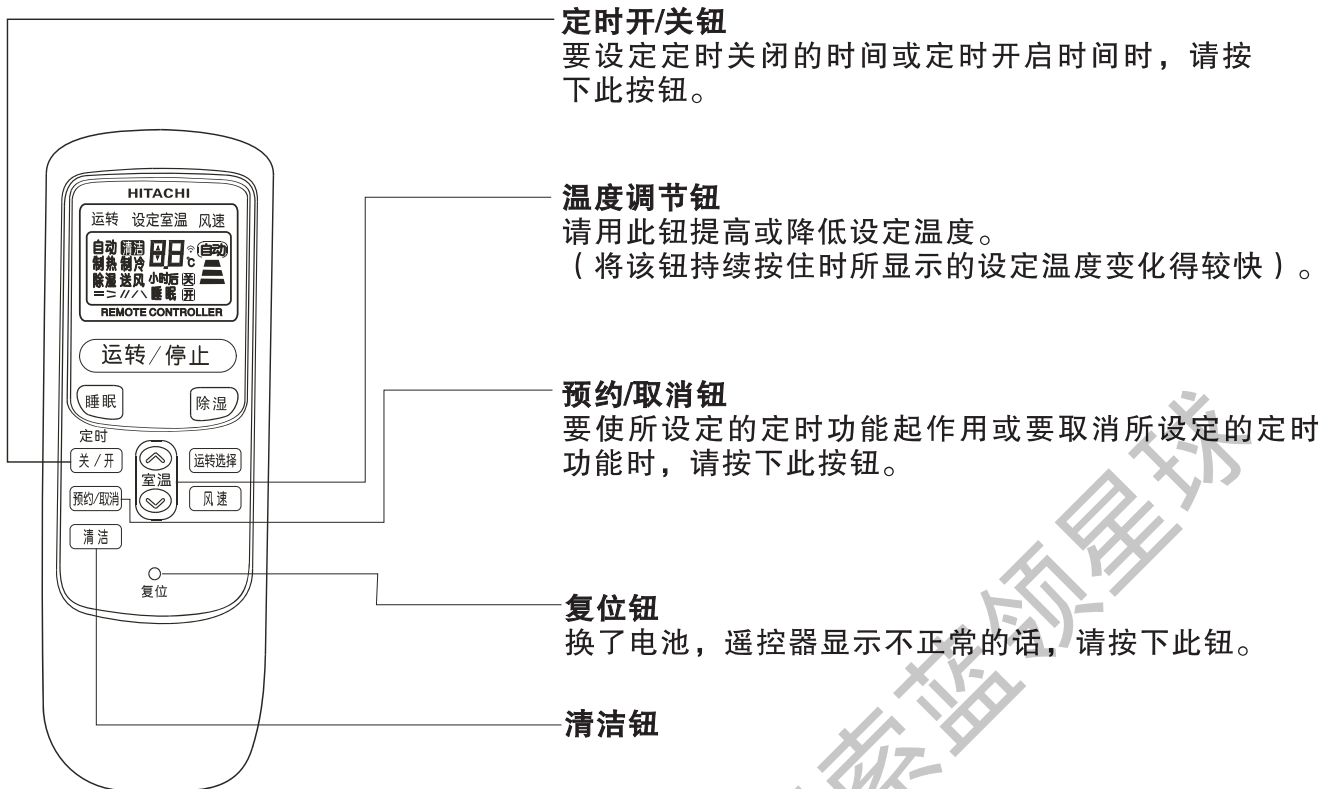 定时开/关钮
要设定定时关闭的时间或定时开启时间时，请按
下此按钮。
温度调节钮
请用此钮提高或降低设定温度。
（将该钮持续按住时所显示的设定温度变化得较快）。
预约/取消钮
要使所设定的定时功能起作用或要取消所设定的定时
功能时，请按下此按钮。
复位钮
换了电池，遥控器显示不正常的话，请按下此钮。
清洁钮
HITACHI
运转 设定室温 风速
自动 清洁 88 ℃ 自动
制热 制冷
除湿 送风 小时后 关
睡眠 开
REMOTE CONTROLLER
运转/停止
睡眠 除湿
定时
关/开 运转选择
室温
预约/取消 风速
清洁
复位
索蓝领星球